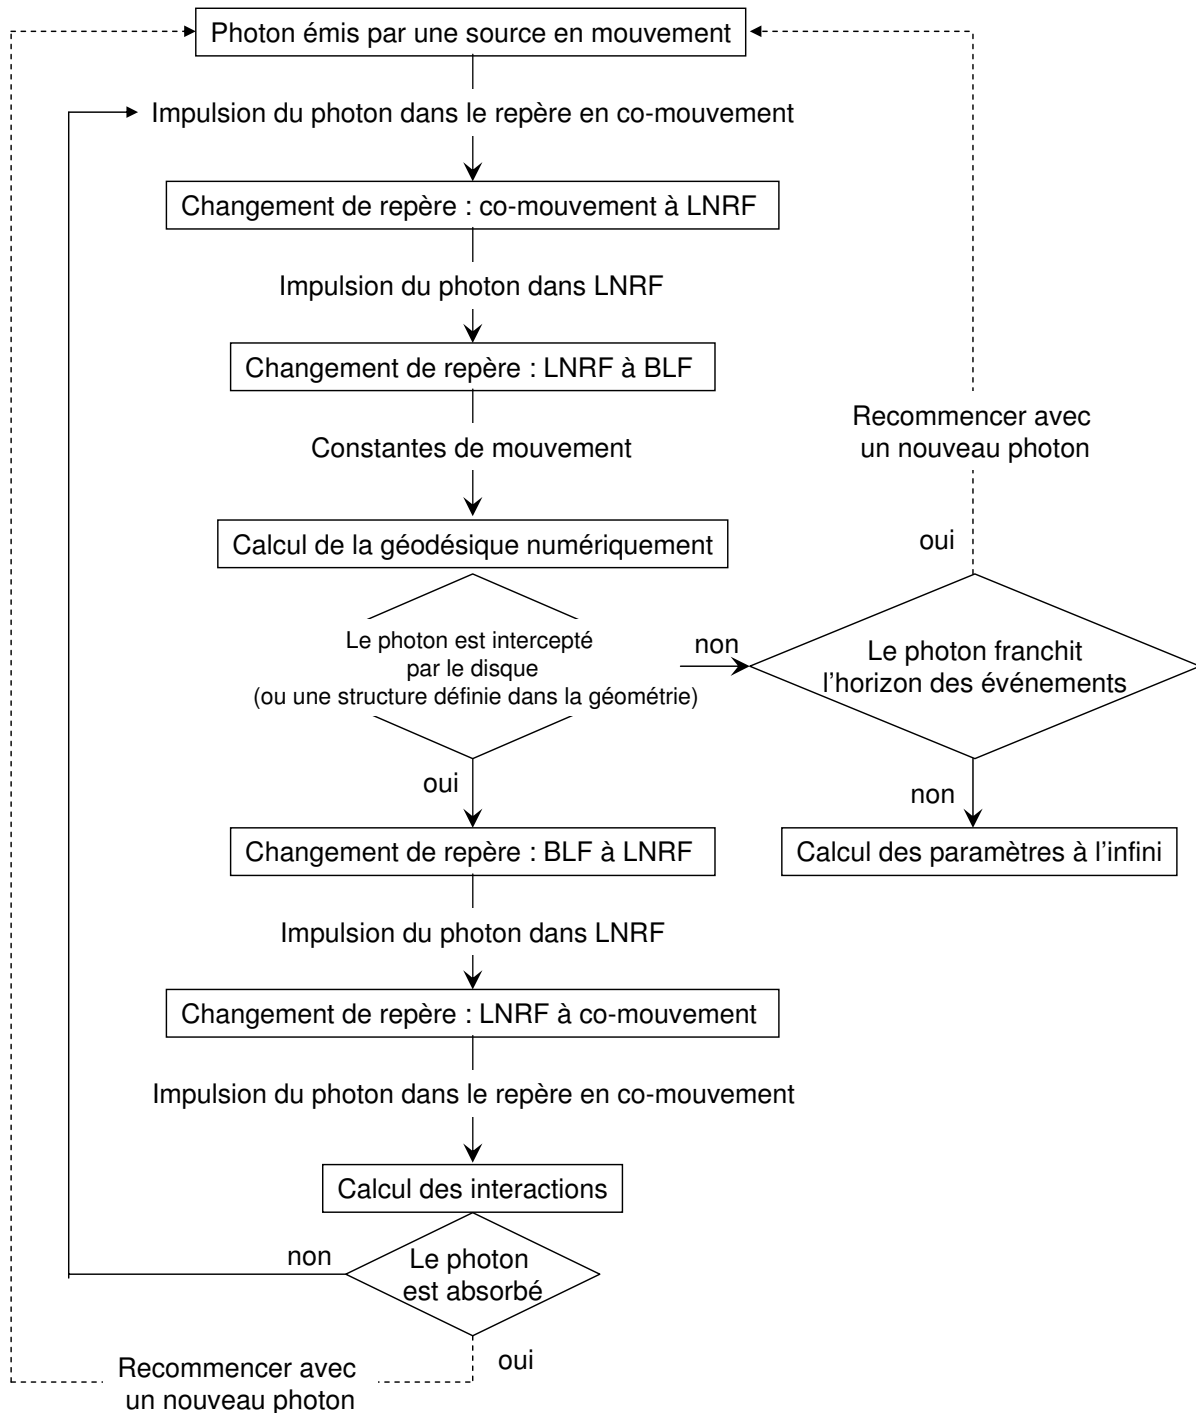 Photon émis par une source en mouvement
Impulsion du photon dans le repère en co-mouvement
Changement de repère : co-mouvement à LNRF
Impulsion du photon dans LNRF
Changement de repère : LNRF à BLF
Constantes de mouvement
Recommencer avec
un nouveau photon
Calcul de la géodésique numériquement
oui
Le photon est intercepté
par le disque
(ou une structure définie dans la géométrie)
non
Le photon franchit
l'horizon des événements
oui
non
Changement de repère : BLF à LNRF
Calcul des paramètres à l'infini
Impulsion du photon dans LNRF
Changement de repère : LNRF à co-mouvement
Impulsion du photon dans le repère en co-mouvement
Calcul des interactions
non
Le photon
est absorbé
oui
Recommencer avec
un nouveau photon